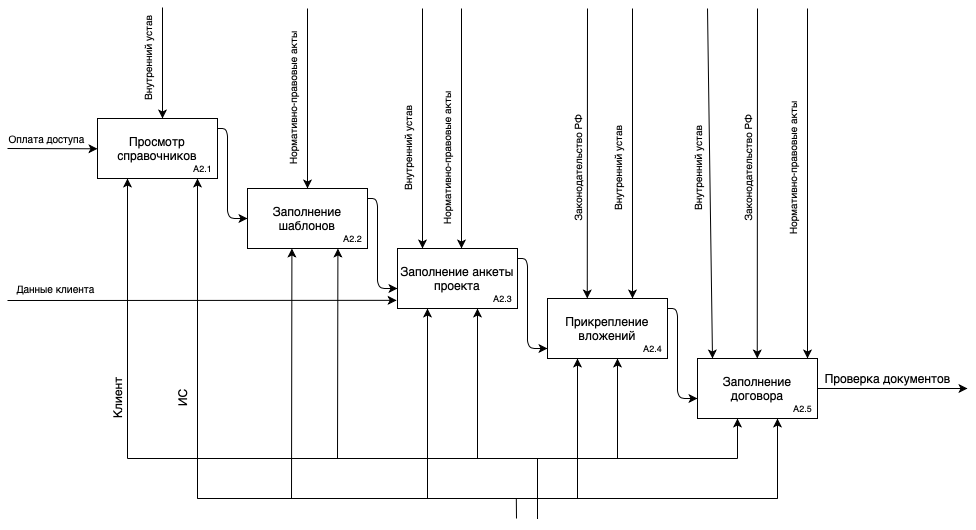 Внутренний устав
Нормативно-правовые акты
Внутренний устав
Нормативно-правовые акты
Законодательство РФ
Внутренний устав
Внутренний устав
Законодательство РФ
Нормативно-правовые акты
Оплата доступа
Просмотр
справочников
A2.1
Заполнение
шаблонов
A2.2
Данные клиента
Заполнение анкеты
проекта
A2.3
Прикрепление
вложений
A2.4
Заполнение
договора
A2.5
Проверка документов
Клиент
ИС